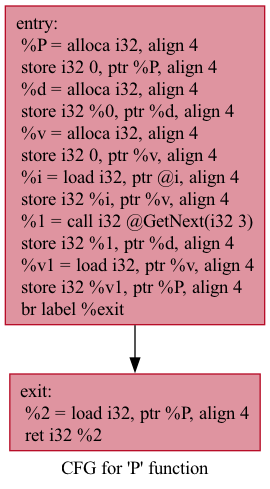 entry:
%P = alloca i32, align 4
store i32 0, ptr %P, align 4
%d = alloca i32, align 4
store i32 %0, ptr %d, align 4
%v = alloca i32, align 4
store i32 0, ptr %v, align 4
%i = load i32, ptr @i, align 4
store i32 %i, ptr %v, align 4
%1 = call i32 @GetNext(i32 3)
store i32 %1, ptr %d, align 4
%v1 = load i32, ptr %v, align 4
store i32 %v1, ptr %P, align 4
br label %exit
exit:
%2 = load i32, ptr %P, align 4
ret i32 %2
CFG for 'P' function